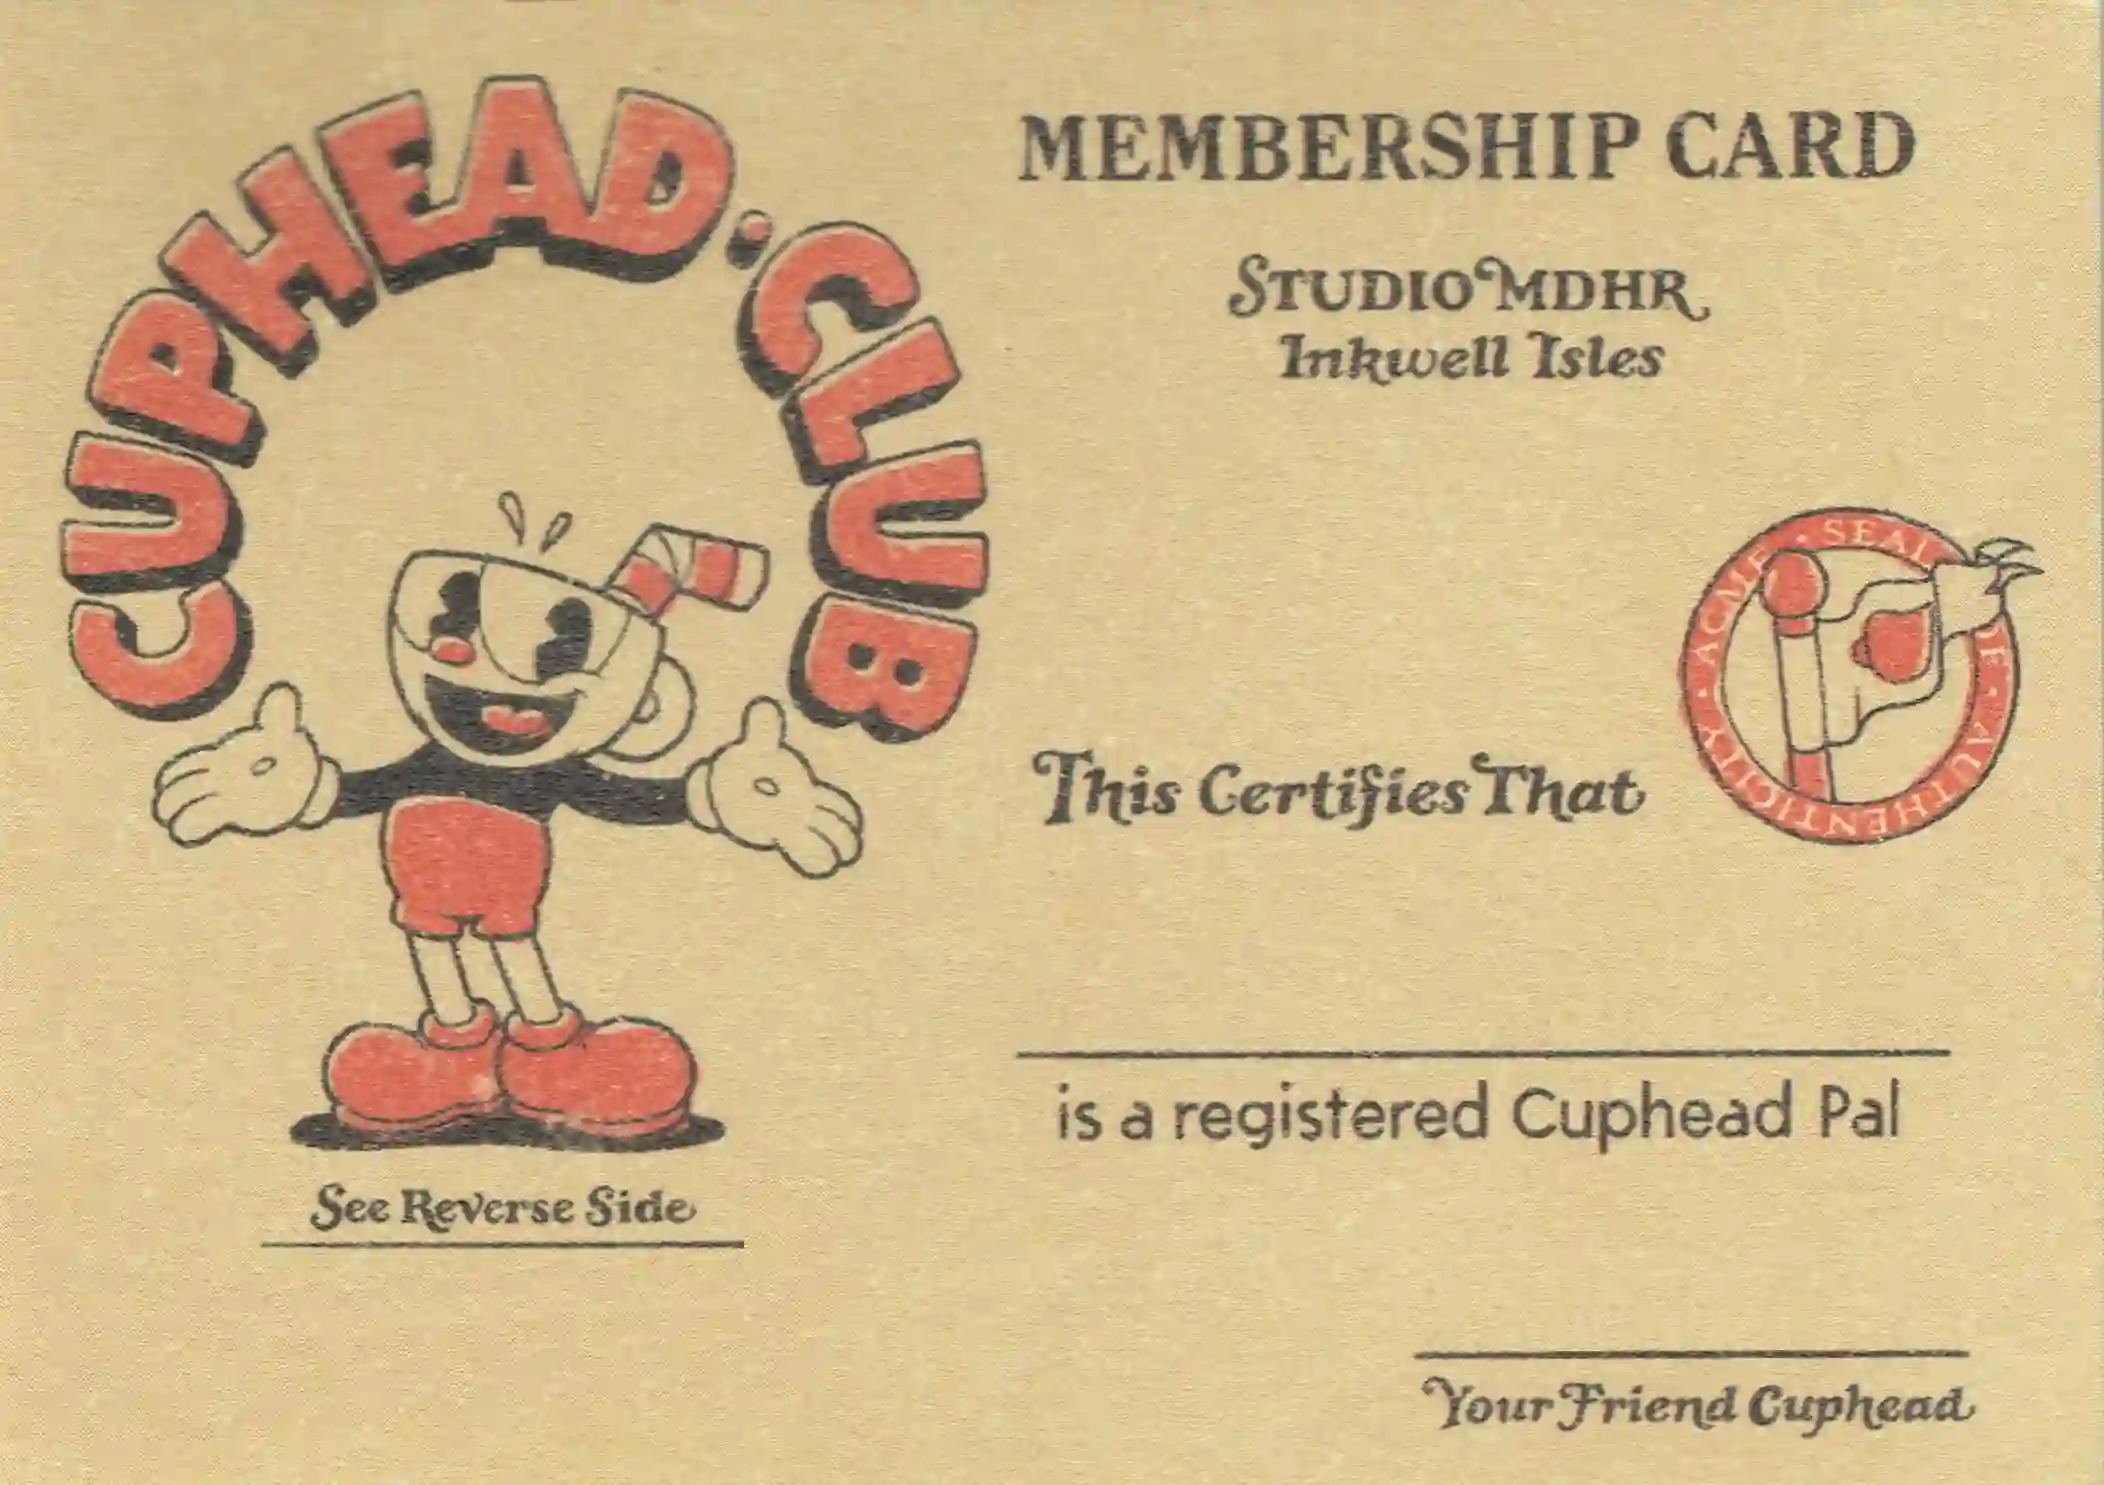 CUPHEAD·CLUB
See Reverse Side
MEMBERSHIP CARD
STUDIO MDHR
Inkwell Isles
This Certifies That
ACME · SEAL · AUTHENTICITY ·
is a registered Cuphead Pal
Your Friend Cuphead